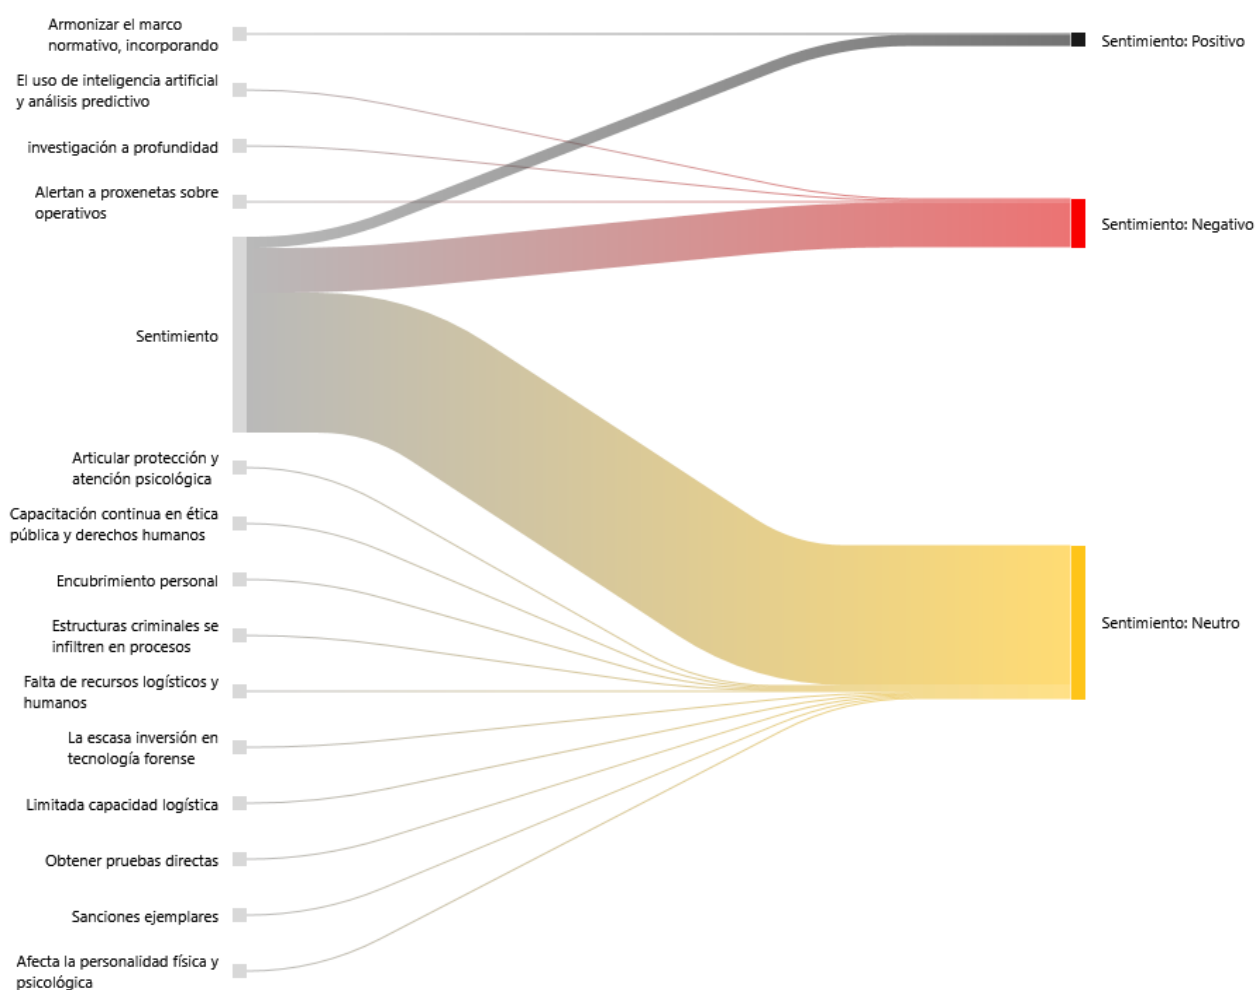 Armonizar el marco
normativo, incorporando
Sentimiento: Positivo
El uso de inteligencia artificial
y análisis predictivo
investigación a profundidad
Alertan a proxenetas sobre
operativos
Sentimiento: Negativo
Sentimiento
Articular protección y
atención psicológica
Capacitación continua en ética
pública y derechos humanos
Encubrimiento personal
Estructuras criminales se
infiltren en procesos
Sentimiento: Neutro
Falta de recursos logísticos y
humanos
La escasa inversión en
tecnología forense
Limitada capacidad logística
Obtener pruebas directas
Sanciones ejemplares
Afecta la personalidad física y
psicológica